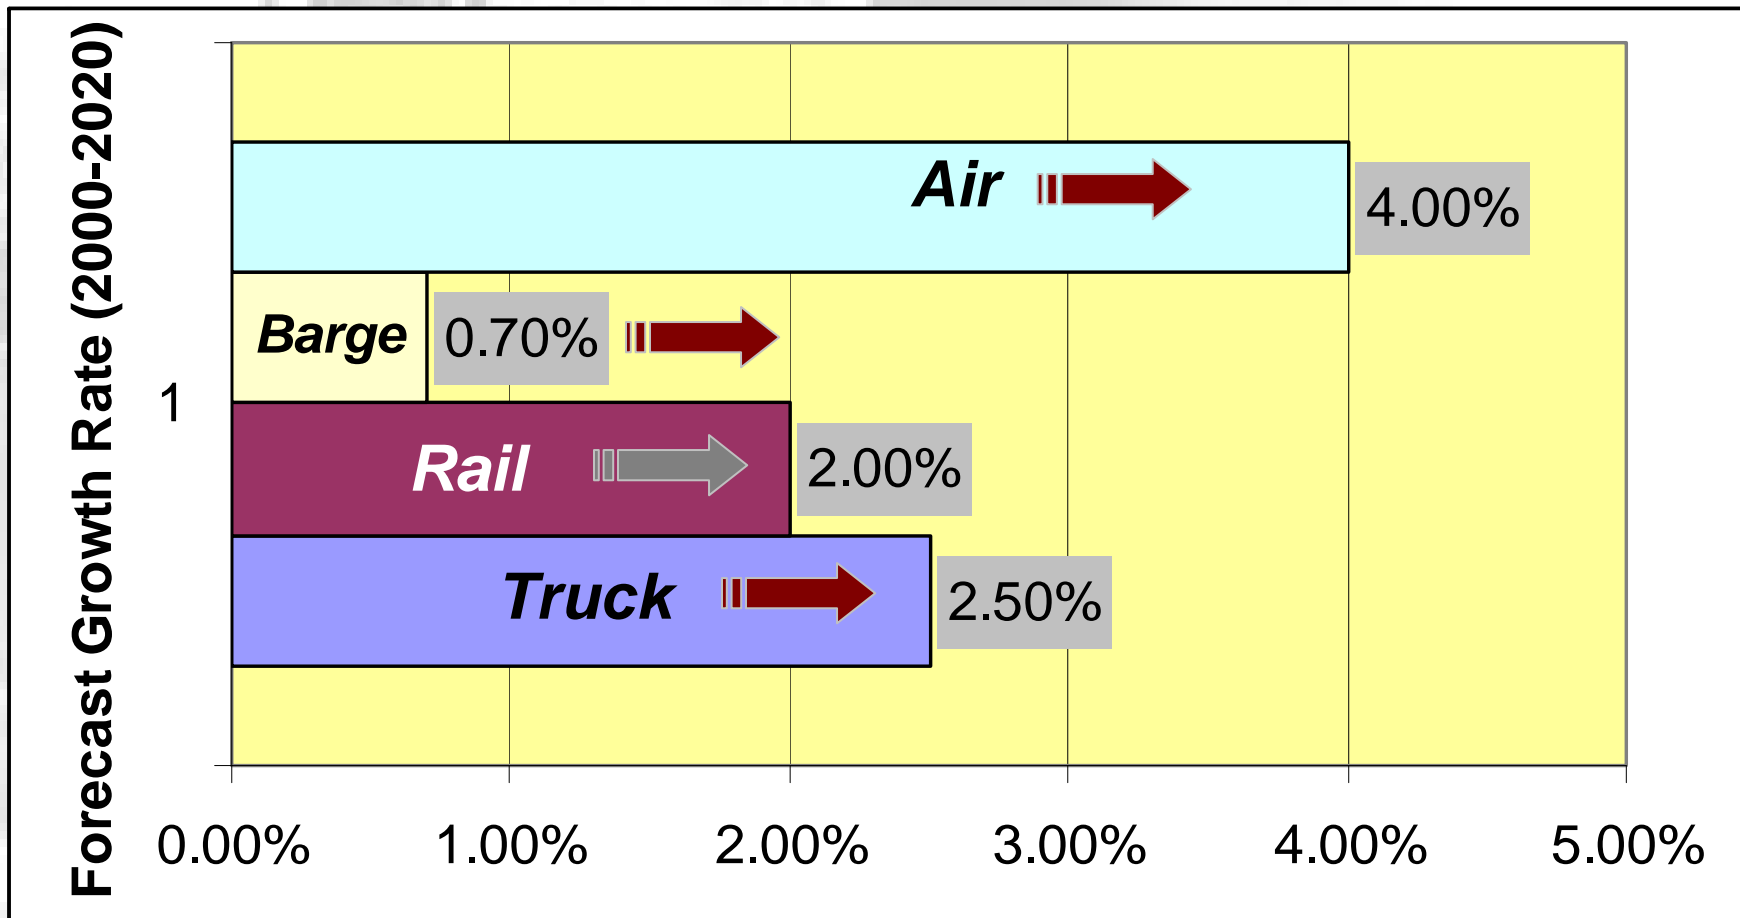 Forecast Growth Rate (2000-2020)
1
Air
4.00%
Barge
0.70%
Rail
2.00%
Truck
2.50%
0.00% 1.00% 2.00% 3.00% 4.00% 5.00%